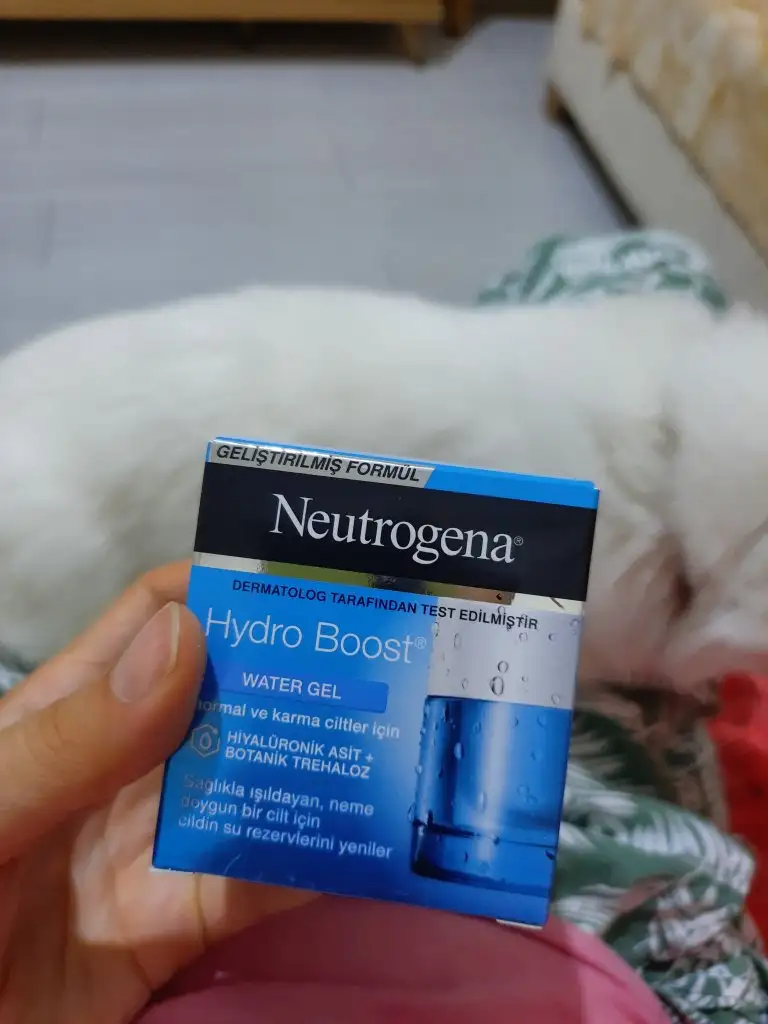 GELİŞTİRİLMİŞ FORMÜL
Neutrogena®
DERMATOLOG TARAFINDAN TEST EDİLMİŞTİR
Hydro Boost®
WATER GEL
normal ve karma ciltler için
HİYALÜRONİK ASİT +
BOTANİK TREHALOZ
Sağlıkla ışıldayan, neme
doygun bir cilt için
cildin su rezervlerini yeniler